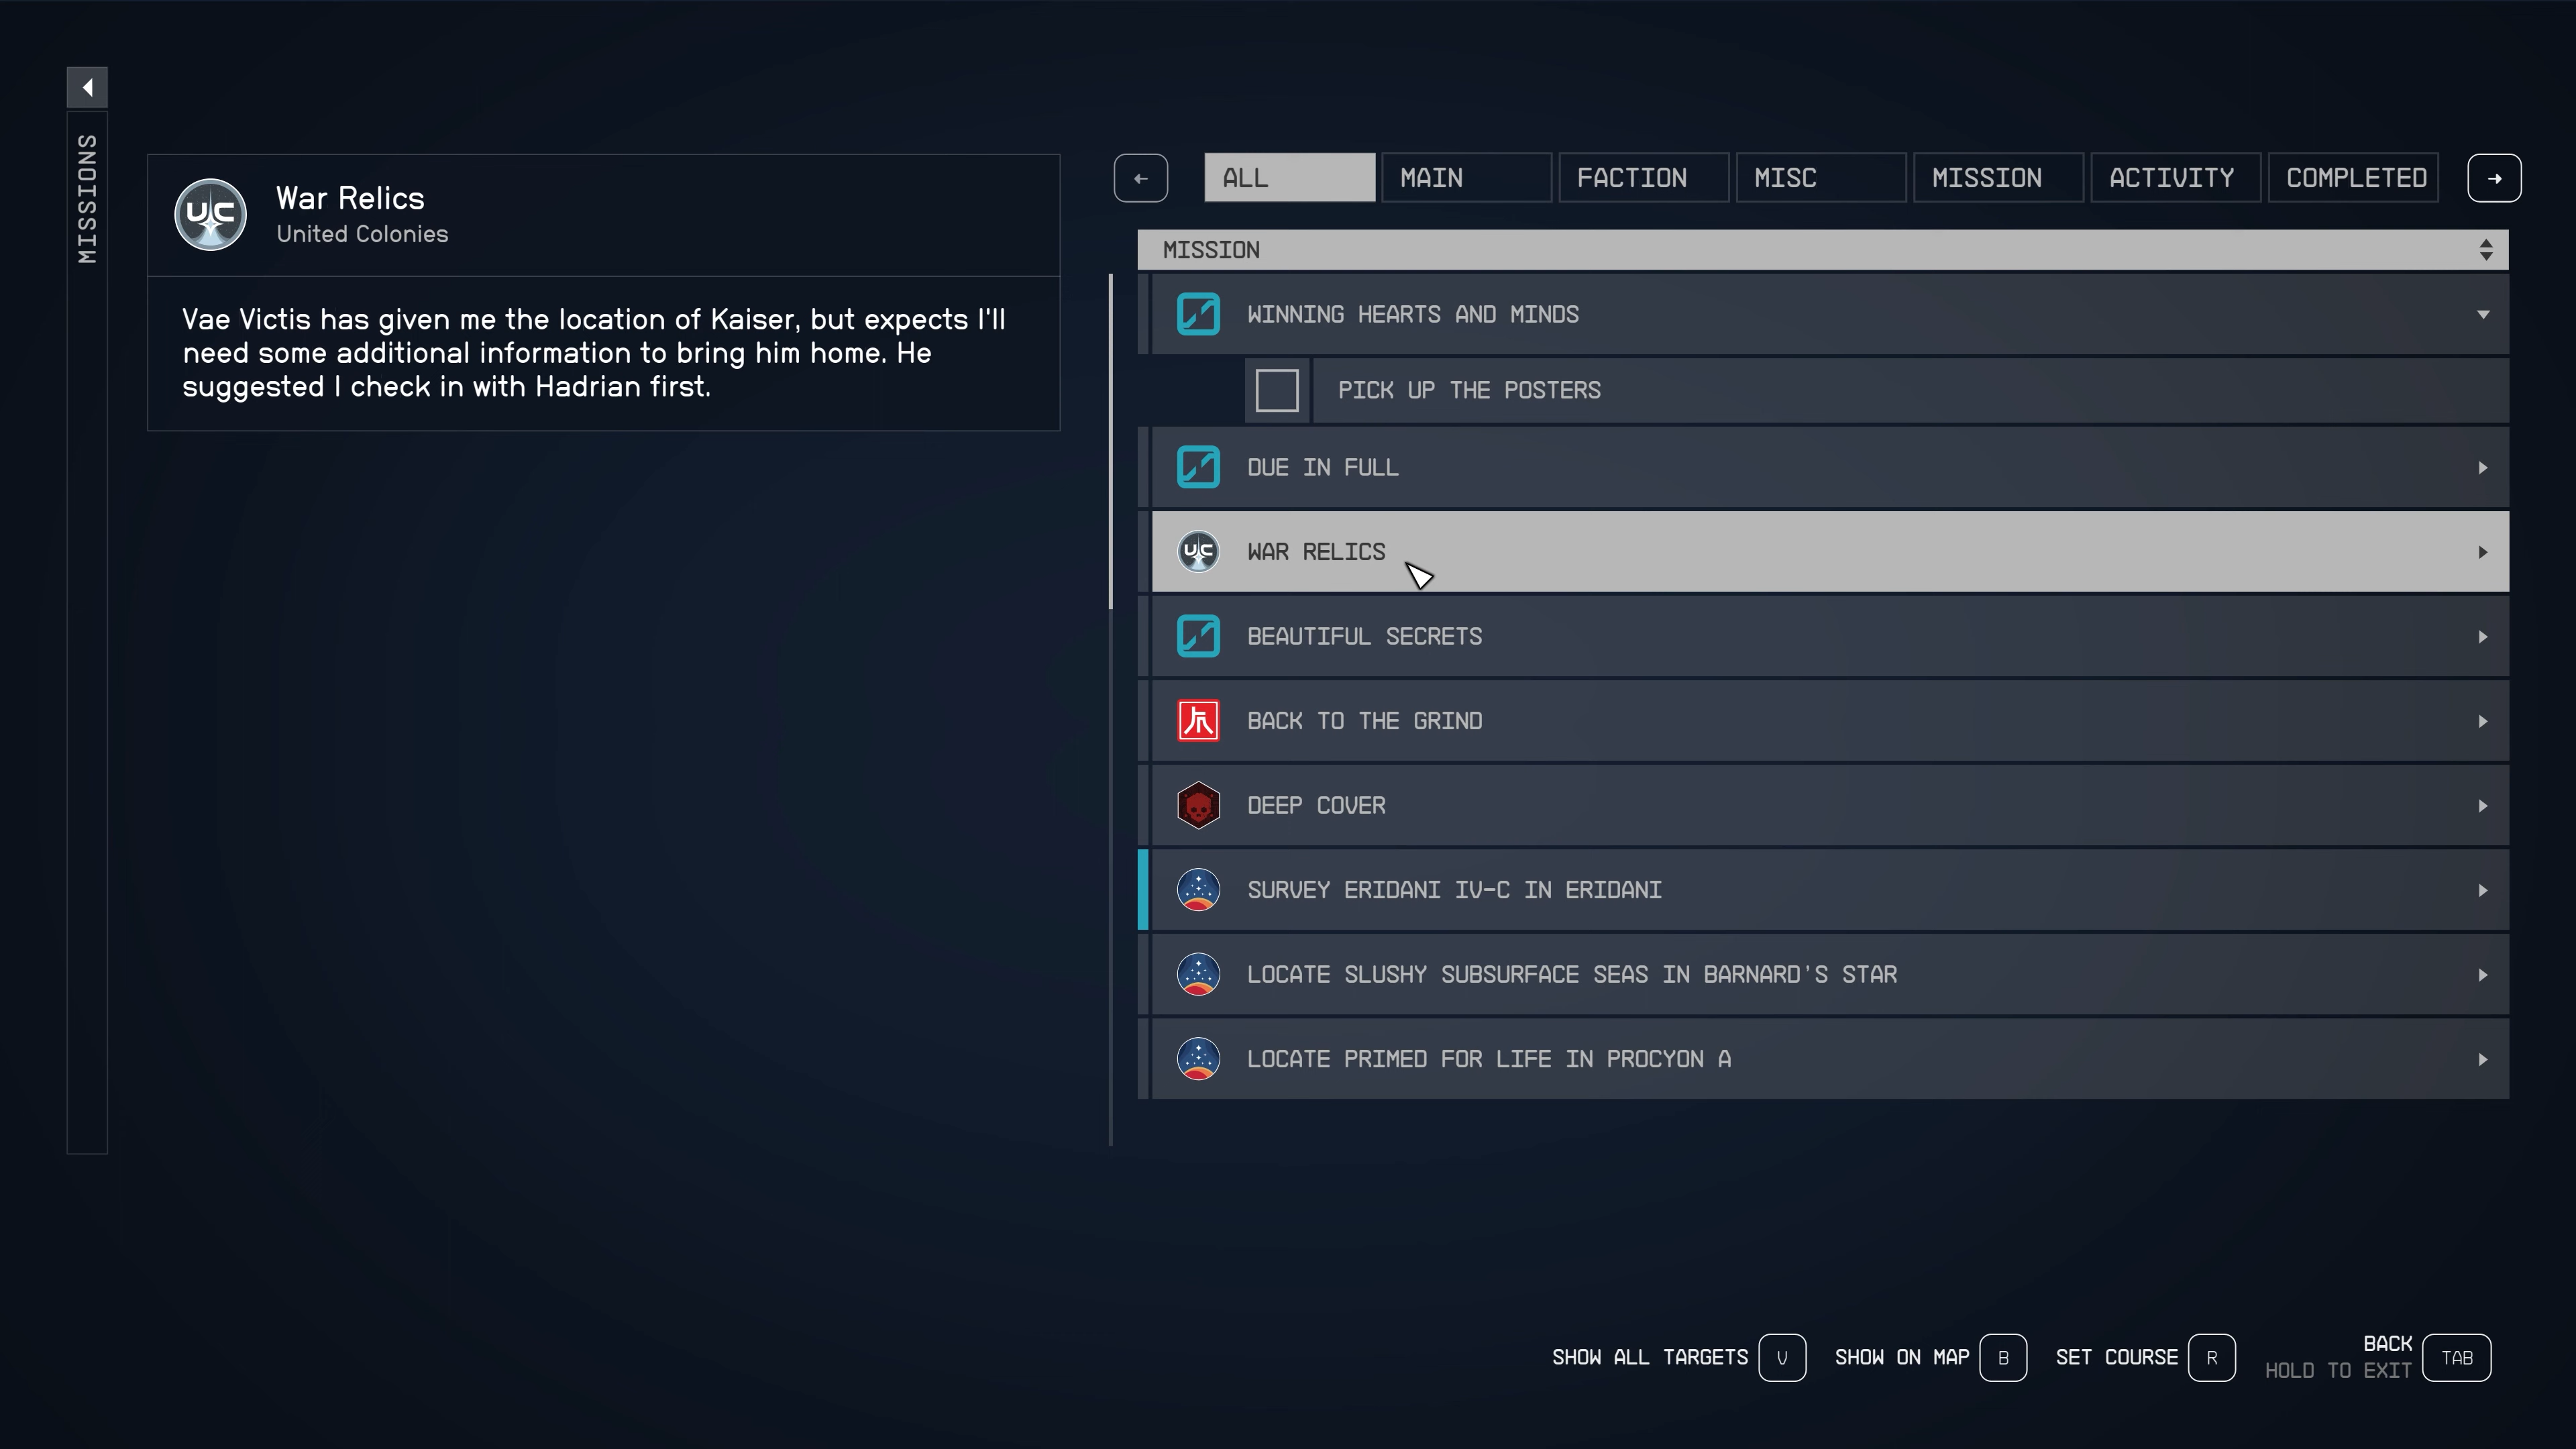 MISSIONS
UC
War Relics
United Colonies
Vae Victis has given me the location of Kaiser, but expects I'll
need some additional information to bring him home. He
suggested I check in with Hadrian first.
ALL
MAIN
FACTION
MISC
MISSION
ACTIVITY
COMPLETED
MISSION
WINNING HEARTS AND MINDS
PICK UP THE POSTERS
DUE IN FULL
UC
WAR RELICS
BEAUTIFUL SECRETS
BACK TO THE GRIND
DEEP COVER
SURVEY ERIDANI IV-C IN ERIDANI
LOCATE SLUSHY SUBSURFACE SEAS IN BARNARD'S STAR
LOCATE PRIMED FOR LIFE IN PROCYON A
SHOW ALL TARGETS V
SHOW ON MAP B
SET COURSE R
BACK
HOLD TO EXIT
TAB